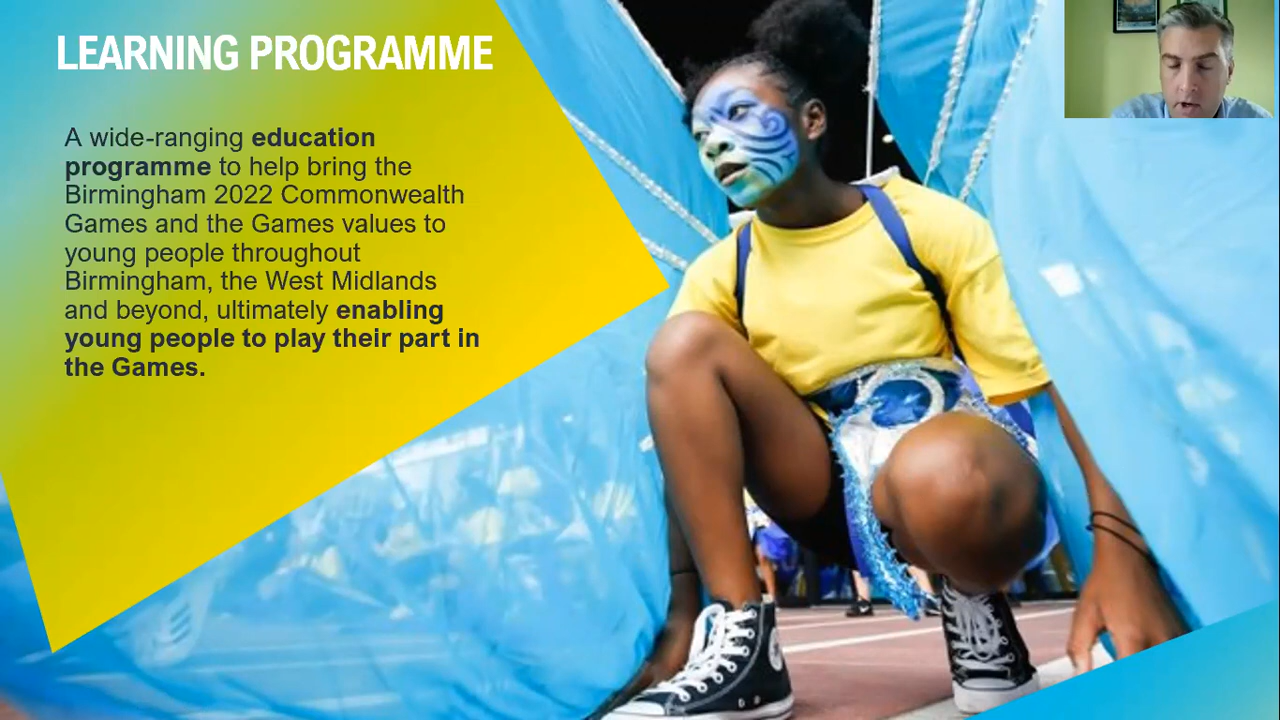 LEARNING PROGRAMME
A wide-ranging education
programme to help bring the
Birmingham 2022 Commonwealth
Games and the Games values to
young people throughout
Birmingham, the West Midlands
and beyond, ultimately enabling
young people to play their part in
the Games.